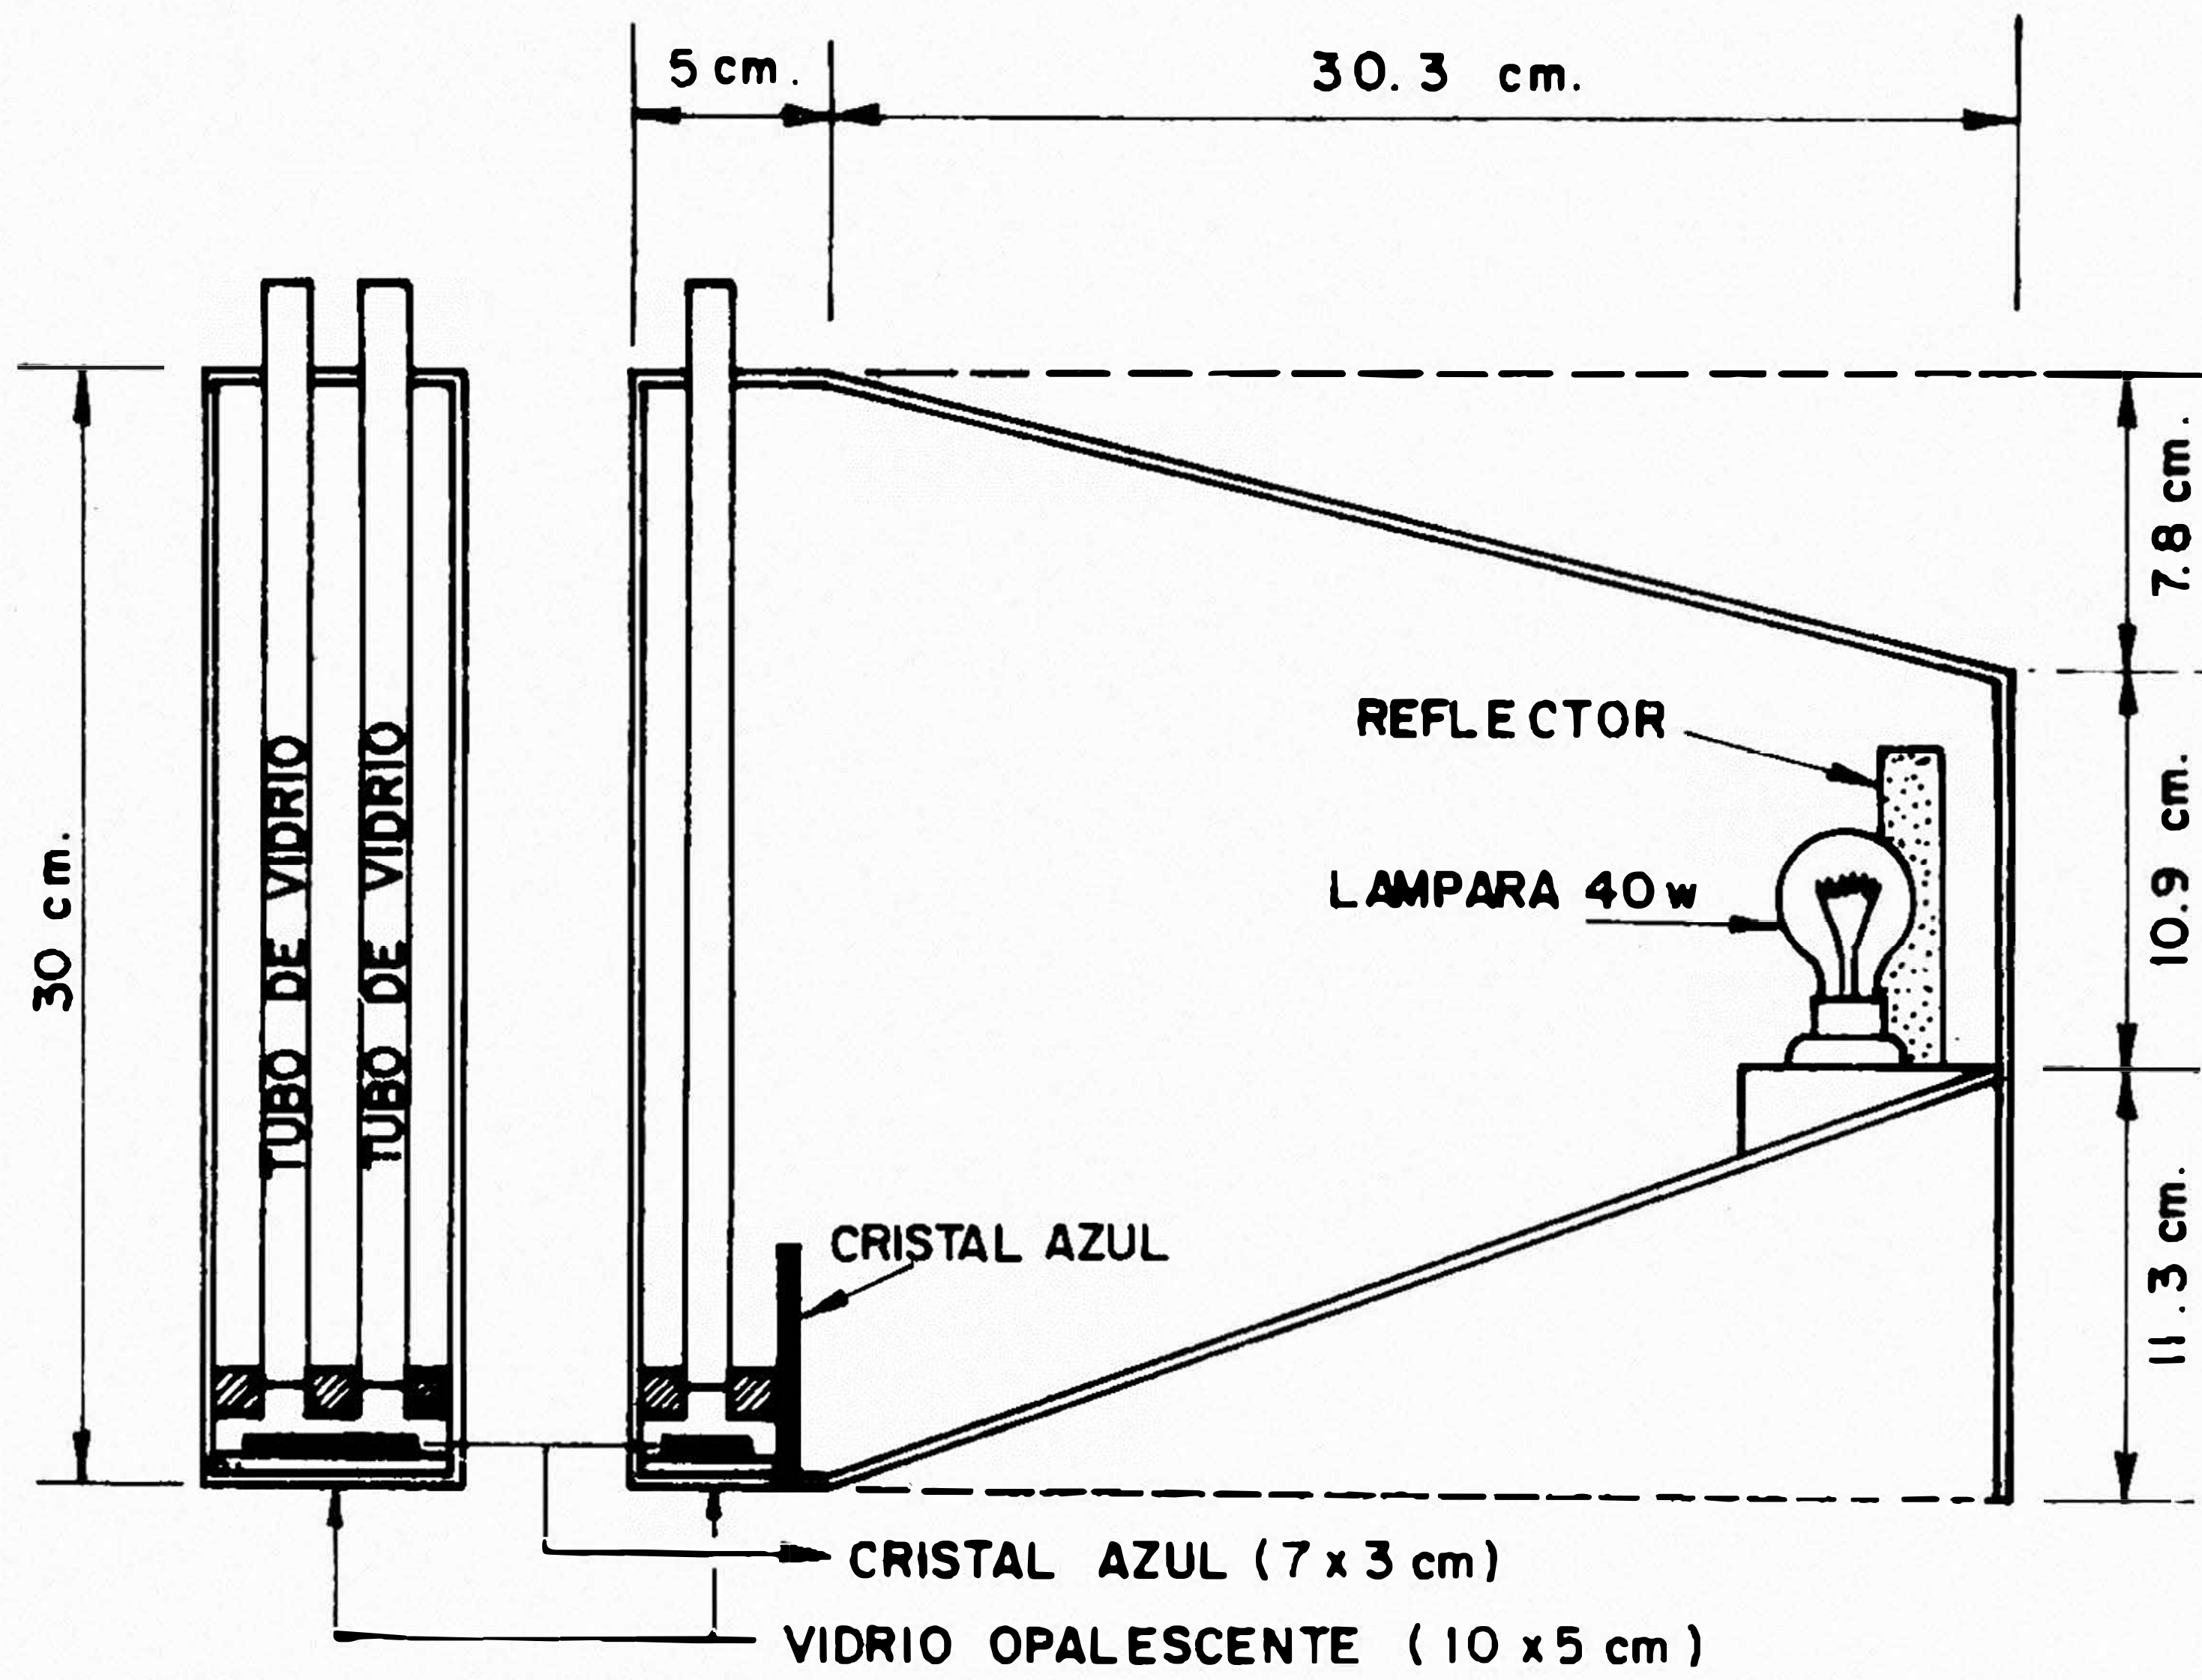 5 cm.
30.3 cm.
7.8 cm.
REFLECTOR
10.9 cm.
LAMPARA 40w
30 cm.
TUBO DE VIDRIO
TUBO DE VIDRIO
CRISTAL AZUL
11.3 cm.
CRISTAL AZUL (7 x 3 cm)
VIDRIO OPALESCENTE (10 x 5 cm)